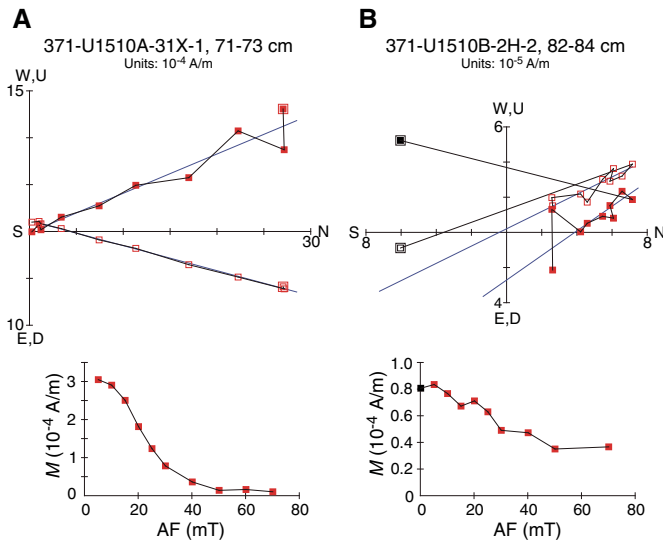 A
371-U1510A-31X-1, 71-73 cm
Units: 10-4 A/m
W,U
15
S
N
30
10
E,D
3
2
1
0
M (10-4 A/m)
0 20 40 60 80
AF (mT)
B
371-U1510B-2H-2, 82-84 cm
Units: 10-5 A/m
W,U
6
S
N
8
8
4
E,D
1.0
0.8
0.6
0.4
0.2
0
M (10-4 A/m)
0 20 40 60 80
AF (mT)